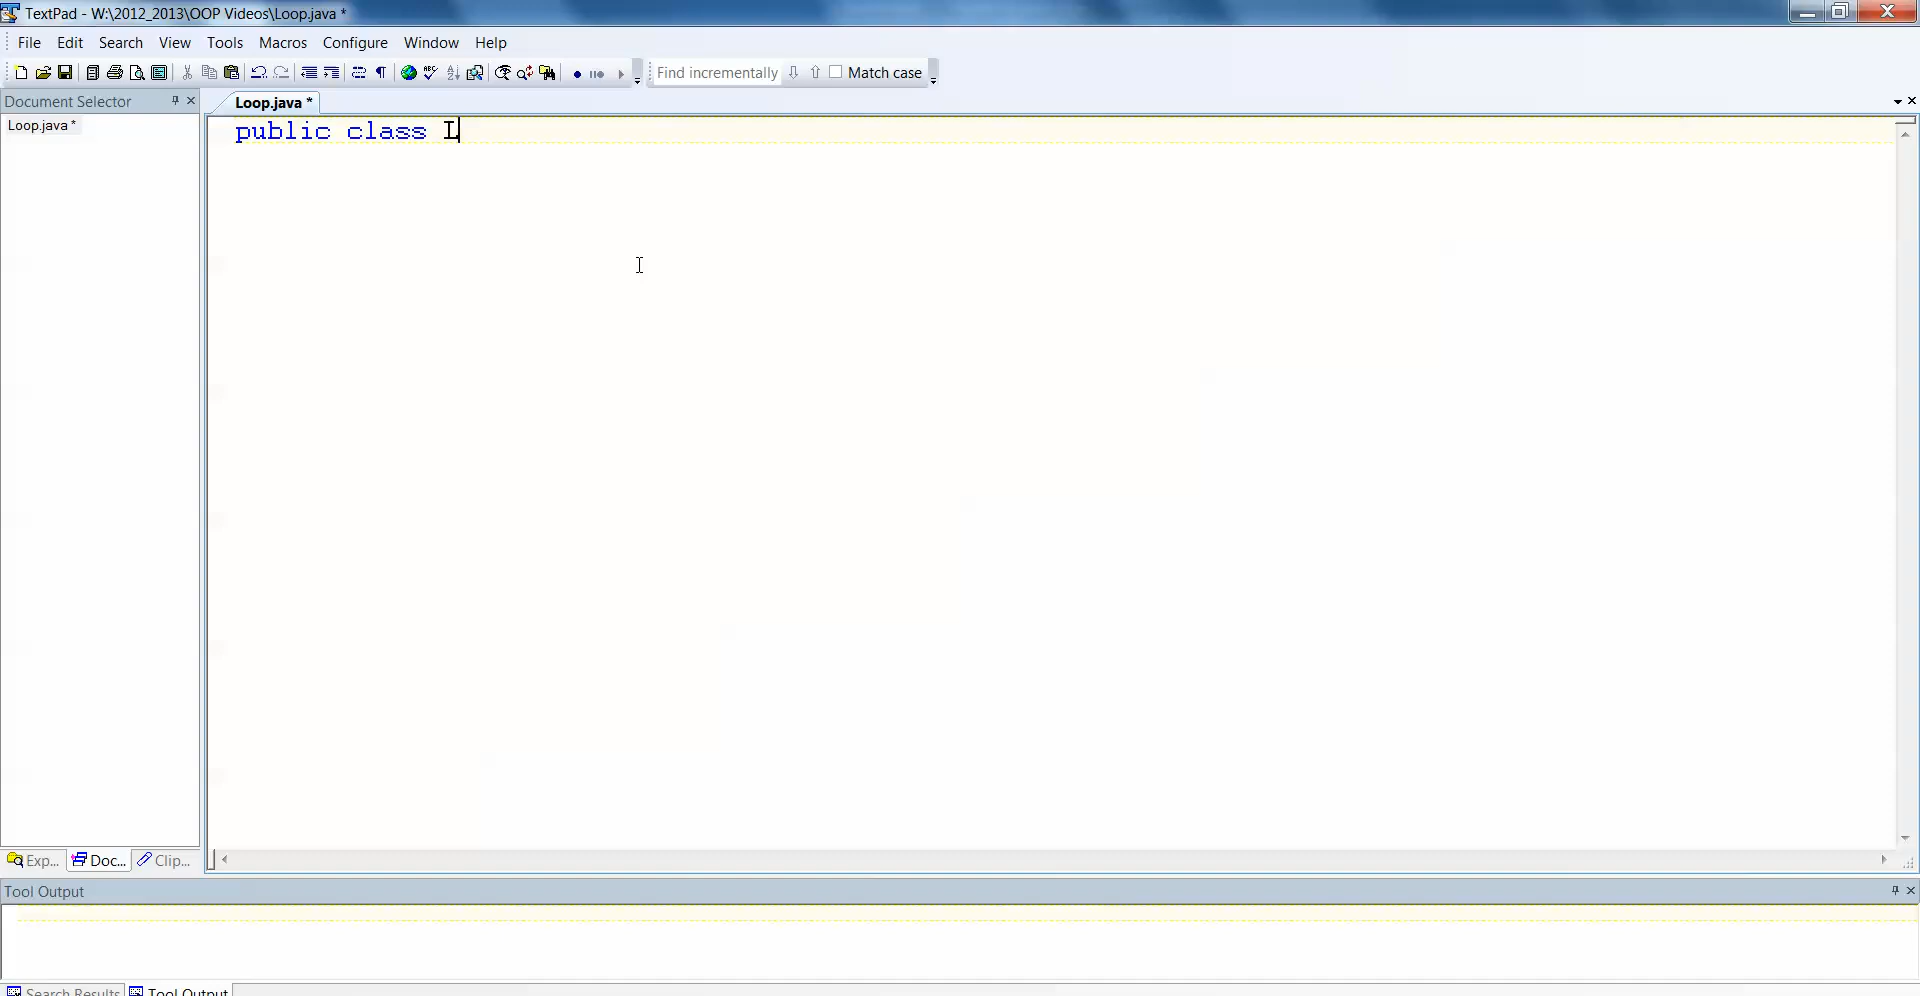 TextPad - W:\2012_2013\OOP Videos\Loop.java *
File Edit Search View Tools Macros Configure Window Help
Find incrementally Match case
Document Selector
Loop.java *
Loop.java *
public class L
Exp... Doc... Clip...
Tool Output
Search Results Tool Output